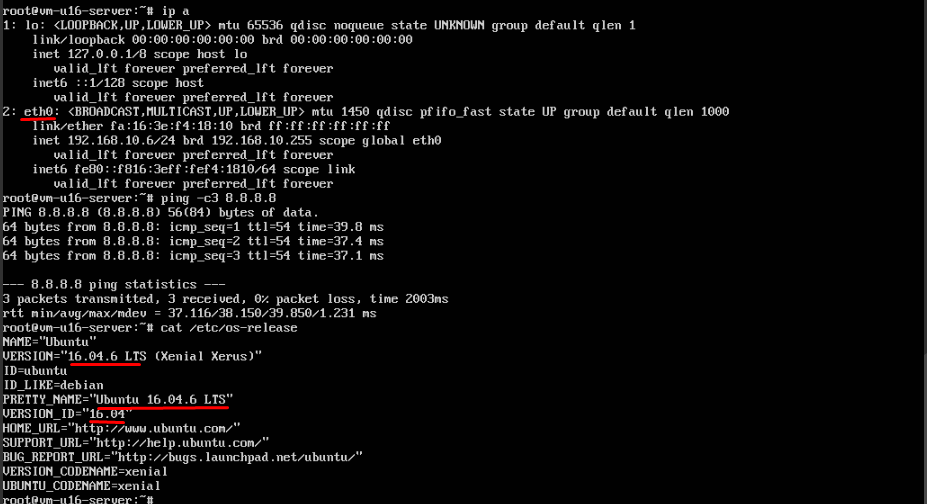 root@vm-u16-server:~# ip a
1: lo: <LOOPBACK,UP,LOWER_UP> mtu 65536 qdisc noqueue state UNKNOWN group default qlen 1
    link/loopback 00:00:00:00:00:00 brd 00:00:00:00:00:00
    inet 127.0.0.1/8 scope host lo
       valid_lft forever preferred_lft forever
    inet6 ::1/128 scope host
       valid_lft forever preferred_lft forever
2: eth0: <BROADCAST,MULTICAST,UP,LOWER_UP> mtu 1450 qdisc pfifo_fast state UP group default qlen 1000
    link/ether fa:16:3e:f4:18:10 brd ff:ff:ff:ff:ff:ff
    inet 192.168.10.6/24 brd 192.168.10.255 scope global eth0
       valid_lft forever preferred_lft forever
    inet6 fe80::f816:3eff:fef4:1810/64 scope link
       valid_lft forever preferred_lft forever
root@vm-u16-server:~# ping -c3 8.8.8.8
PING 8.8.8.8 (8.8.8.8) 56(84) bytes of data.
64 bytes from 8.8.8.8: icmp_seq=1 ttl=54 time=39.8 ms
64 bytes from 8.8.8.8: icmp_seq=2 ttl=54 time=37.4 ms
64 bytes from 8.8.8.8: icmp_seq=3 ttl=54 time=37.1 ms

--- 8.8.8.8 ping statistics ---
3 packets transmitted, 3 received, 0% packet loss, time 2003ms
rtt min/avg/max/mdev = 37.116/38.150/39.850/1.231 ms
root@vm-u16-server:~# cat /etc/os-release
NAME="Ubuntu"
VERSION="16.04.6 LTS (Xenial Xerus)"
ID=ubuntu
ID_LIKE=debian
PRETTY_NAME="Ubuntu 16.04.6 LTS"
VERSION_ID="16.04"
HOME_URL="http://www.ubuntu.com/"
SUPPORT_URL="http://help.ubuntu.com/"
BUG_REPORT_URL="http://bugs.launchpad.net/ubuntu/"
VERSION_CODENAME=xenial
UBUNTU_CODENAME=xenial
root@vm-u16-server:~#